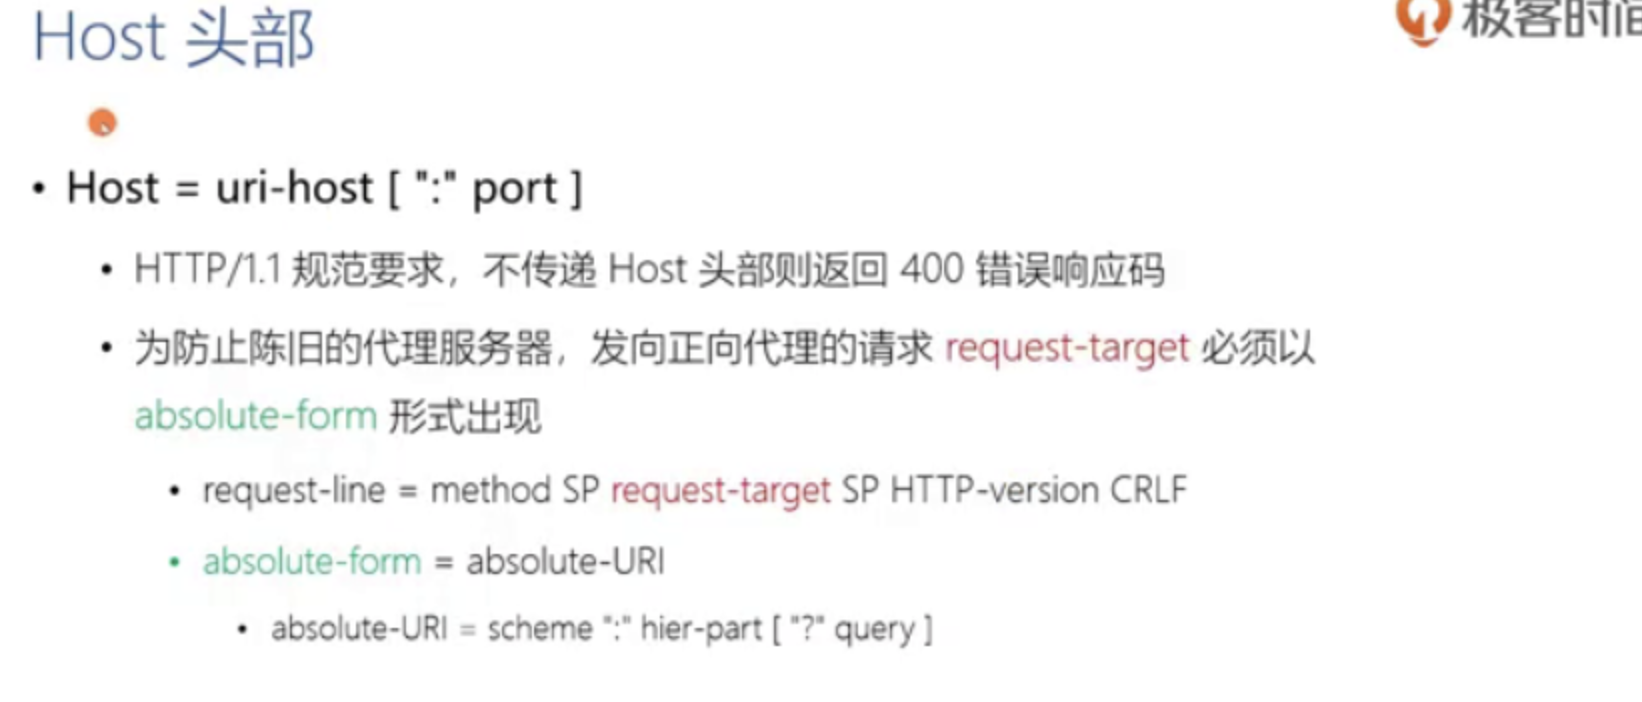 Host 头部
极客时间
Host = uri-host [ ":" port ]
HTTP/1.1 规范要求，不传递 Host 头部则返回 400 错误响应码
为防止陈旧的代理服务器，发向正向代理的请求 request-target 必须以
absolute-form 形式出现
request-line = method SP request-target SP HTTP-version CRLF
absolute-form = absolute-URI
absolute-URI = scheme ":" hier-part [ "?" query ]